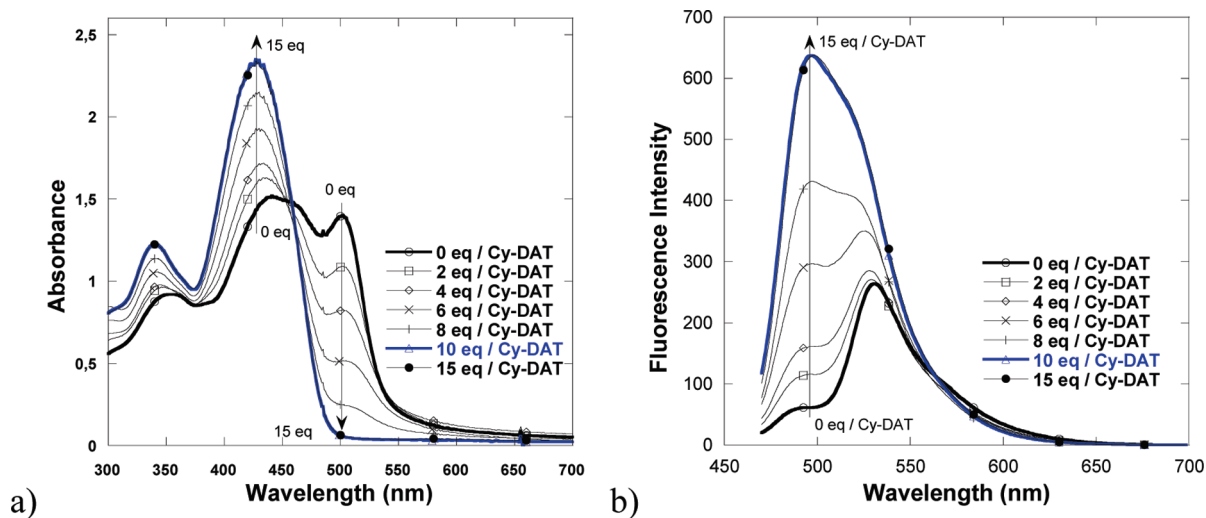 2,5
2
1,5
1
0,5
0
Absorbance
300 350 400 450 500 550 600 650 700
Wavelength (nm)
15 eq
0 eq
0 eq
15 eq
0 eq / Cy-DAT
2 eq / Cy-DAT
4 eq / Cy-DAT
6 eq / Cy-DAT
8 eq / Cy-DAT
10 eq / Cy-DAT
15 eq / Cy-DAT
a)
700
600
500
400
300
200
100
0
Fluorescence Intensity
450 500 550 600 650 700
Wavelength (nm)
15 eq / Cy-DAT
0 eq / Cy-DAT
0 eq / Cy-DAT
2 eq / Cy-DAT
4 eq / Cy-DAT
6 eq / Cy-DAT
8 eq / Cy-DAT
10 eq / Cy-DAT
15 eq / Cy-DAT
b)